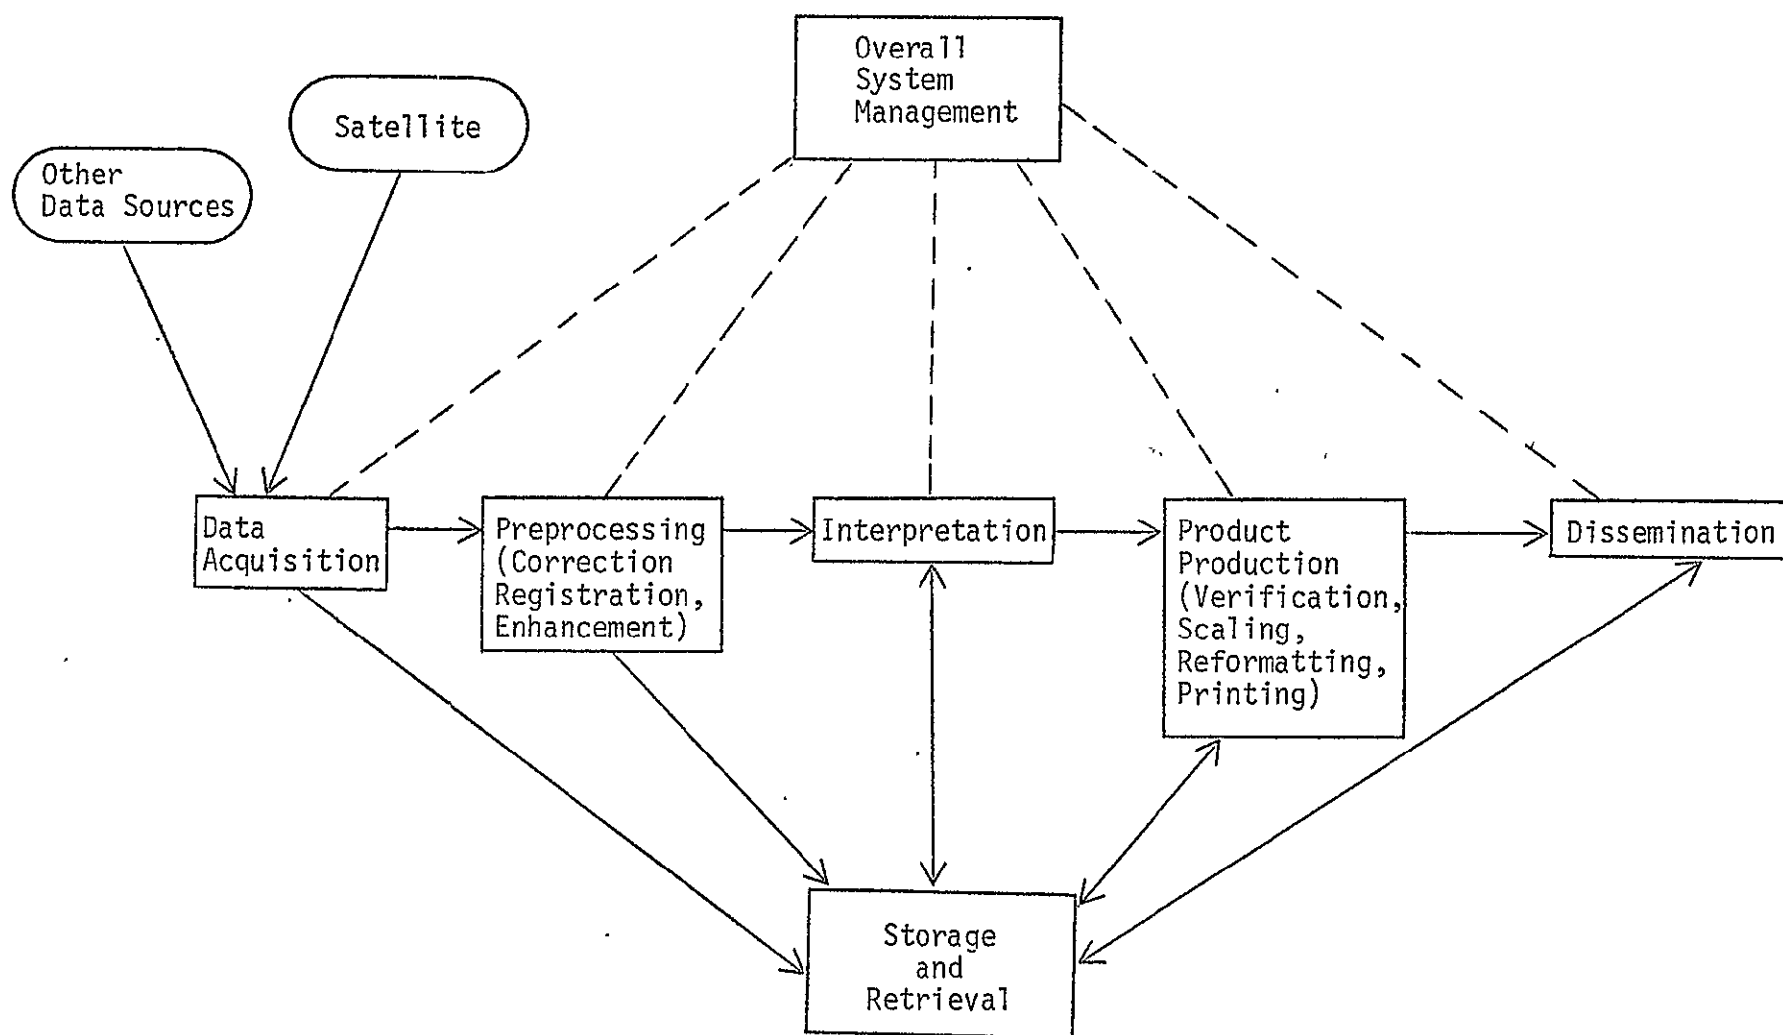 Overall
System
Management
Satellite
Other
Data Sources
Data
Acquisition
Preprocessing
(Correction
Registration,
Enhancement)
Interpretation
Product
Production
(Verification,
Scaling,
Reformatting,
Printing)
Dissemination
Storage
and
Retrieval